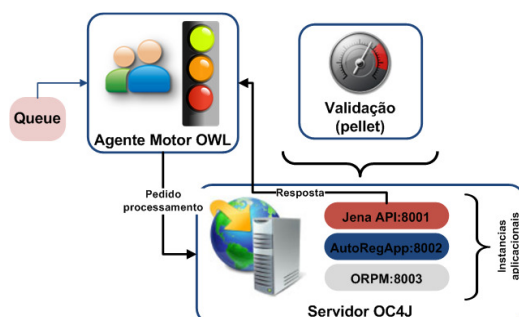 Queue
Agente Motor OWL
Validação
(pellet)
Pedido
processamento
Resposta
Jena API:8001
AutoRegApp:8002
ORPM:8003
Instancias
aplicacionais
Servidor OC4J